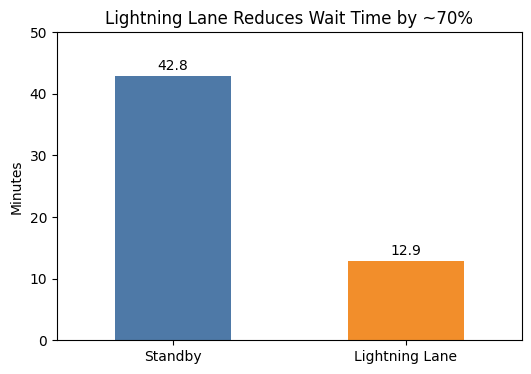 Lightning Lane Reduces Wait Time by ~70%
50
40
30
20
10
0
Minutes
42.8
12.9
Standby
Lightning Lane